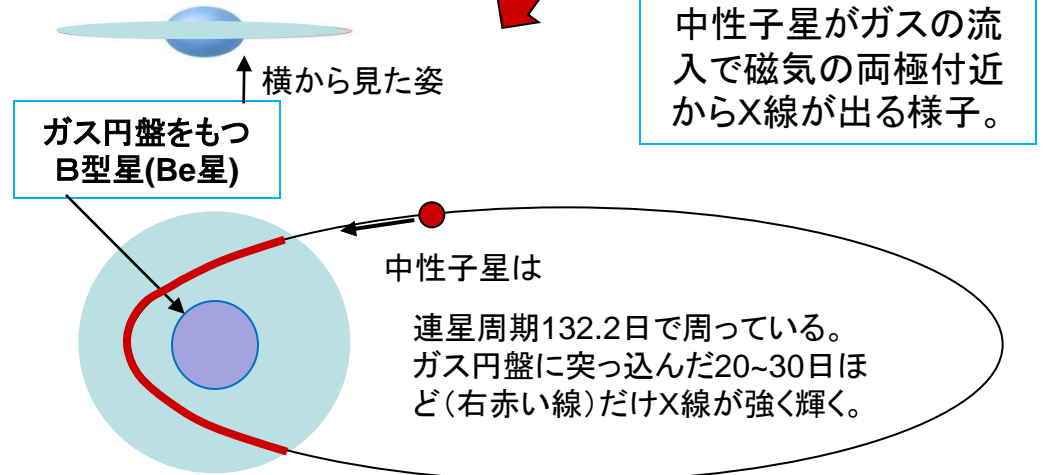 中性子星がガスの流
入で磁気の両極付近
からX線が出る様子。
横から見た姿
ガス円盤をもつ
B型星(Be星)
中性子星は
連星周期132.2日で周っている。
ガス円盤に突っ込んだ20~30日ほ
ど(右赤い線)だけX線が強く輝く。